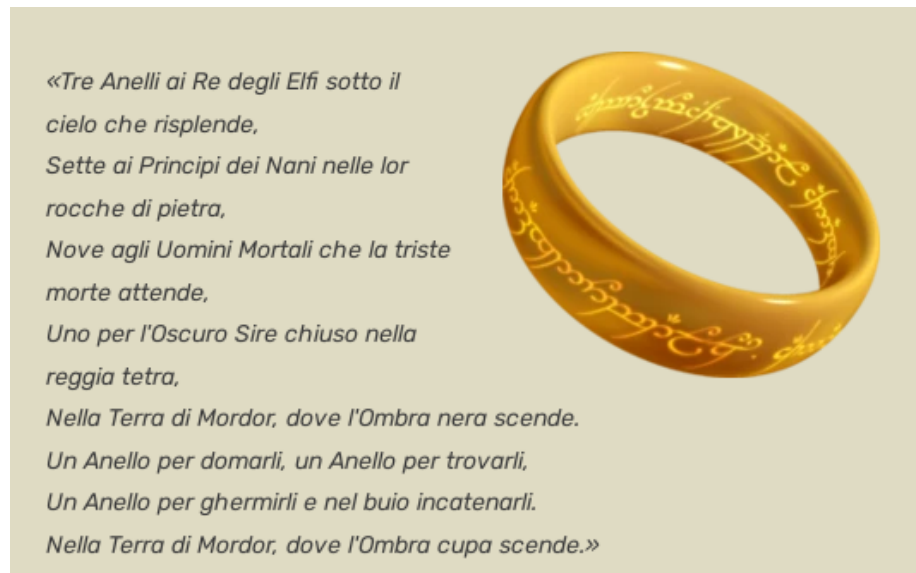 «Tre Anelli ai Re degli Elfi sotto il
cielo che risplende,
Sette ai Principi dei Nani nelle lor
rocche di pietra,
Nove agli Uomini Mortali che la triste
morte attende,
Uno per l'Oscuro Sire chiuso nella
reggia tetra,
Nella Terra di Mordor, dove l'Ombra nera scende.
Un Anello per domarli, un Anello per trovarli,
Un Anello per ghermirli e nel buio incatenarli.
Nella Terra di Mordor, dove l'Ombra cupa scende.»